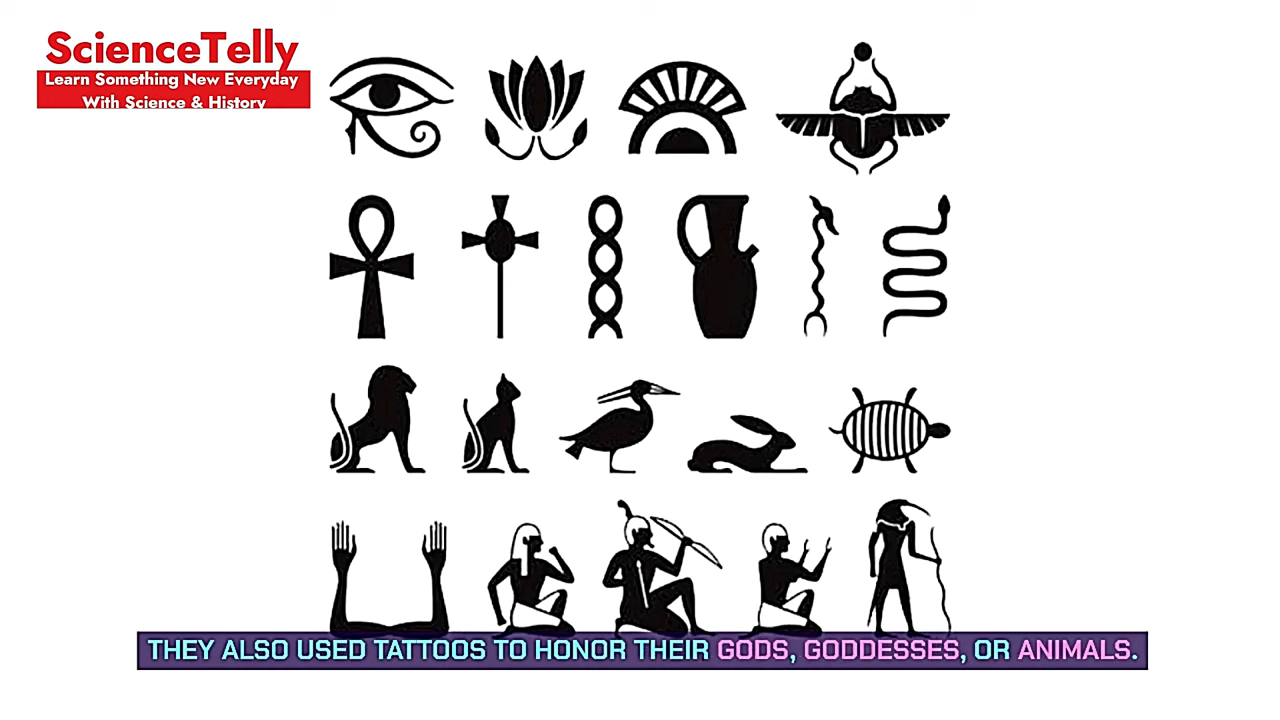 ScienceTelly
Learn Something New Everyday
With Science & History
THEY ALSO USED TATTOOS TO HONOR THEIR GODS, GODDESSES, OR ANIMALS.